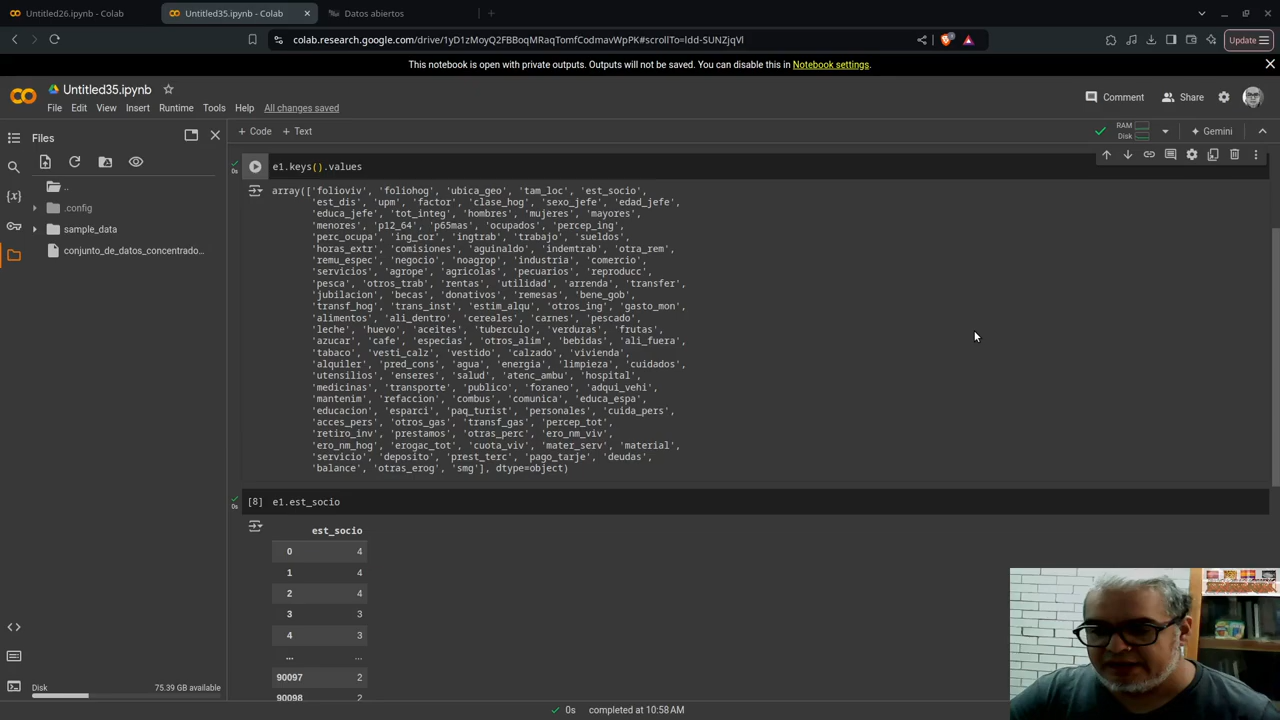 Untitled26.ipynb - Colab
Untitled35.ipynb - Colab
Datos abiertos
colab.research.google.com/drive/1yD1zMoyQ2FBBoqMRaqTomfCodmavWpPK#scrollTo=ldd-SUNZjqVl
Update
This notebook is open with private outputs. Outputs will not be saved. You can disable this in Notebook settings.
Untitled35.ipynb
File Edit View Insert Runtime Tools Help All changes saved
Comment Share
Files
+ Code + Text
RAM
Disk
Gemini
..
.config
sample_data
conjunto_de_datos_concentrado...
0s
e1.keys().values
array(['folioviv', 'foliohog', 'ubica_geo', 'tam_loc', 'est_socio',
'est_dis', 'upm', 'factor', 'clase_hog', 'sexo_jefe', 'edad_jefe',
'educa_jefe', 'tot_integ', 'hombres', 'mujeres', 'mayores',
'menores', 'p12_64', 'p65mas', 'ocupados', 'percep_ing',
'perc_ocupa', 'ing_cor', 'ingtrab', 'trabajo', 'sueldos',
'horas_extr', 'comisiones', 'aguinaldo', 'indemtrab', 'otra_rem',
'remu_espec', 'negocio', 'noagrop', 'industria', 'comercio',
'servicios', 'agrope', 'agricolas', 'pecuarios', 'reproducc',
'pesca', 'otros_trab', 'rentas', 'utilidad', 'arrenda', 'transfer',
'jubilacion', 'becas', 'donativos', 'remesas', 'bene_gob',
'transf_hog', 'trans_inst', 'estim_alqu', 'otros_ing', 'gasto_mon',
'alimentos', 'ali_dentro', 'cereales', 'carnes', 'pescado',
'leche', 'huevo', 'aceites', 'tuberculo', 'verduras', 'frutas',
'azucar', 'cafe', 'especias', 'otros_alim', 'bebidas', 'ali_fuera',
'tabaco', 'vesti_calz', 'vestido', 'calzado', 'vivienda',
'alquiler', 'pred_cons', 'agua', 'energia', 'limpieza', 'cuidados',
'utensilios', 'enseres', 'salud', 'atenc_ambu', 'hospital',
'medicinas', 'transporte', 'publico', 'foraneo', 'adqui_vehi',
'mantenim', 'refaccion', 'combus', 'comunica', 'educa_espa',
'educacion', 'esparci', 'paq_turist', 'personales', 'cuida_pers',
'acces_pers', 'otros_gas', 'transf_gas', 'percep_tot',
'retiro_inv', 'prestamos', 'otras_perc', 'ero_nm_viv',
'ero_nm_hog', 'erogac_tot', 'cuota_viv', 'mater_serv', 'material',
'servicio', 'deposito', 'prest_terc', 'pago_tarje', 'deudas',
'balance', 'otras_erog', 'smg'], dtype=object)
0s
[8] e1.est_socio
est_socio
0 4
1 4
2 4
3 3
4 3
... ...
90097 2
90098 2
Disk 75.39 GB available
0s completed at 10:58 AM